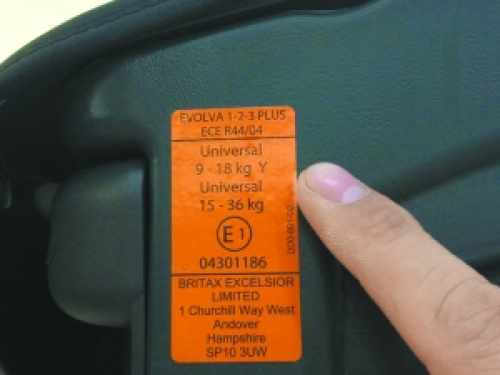 EVOLVA 1-2-3 PLUS
ECE R44/04
Universal
9 - 18 kg Y
Universal
15 - 36 kg
E1
04301186
BRITAX EXCELSIOR
LIMITED
1 Churchill Way West
Andover
Hampshire
SP10 3UW